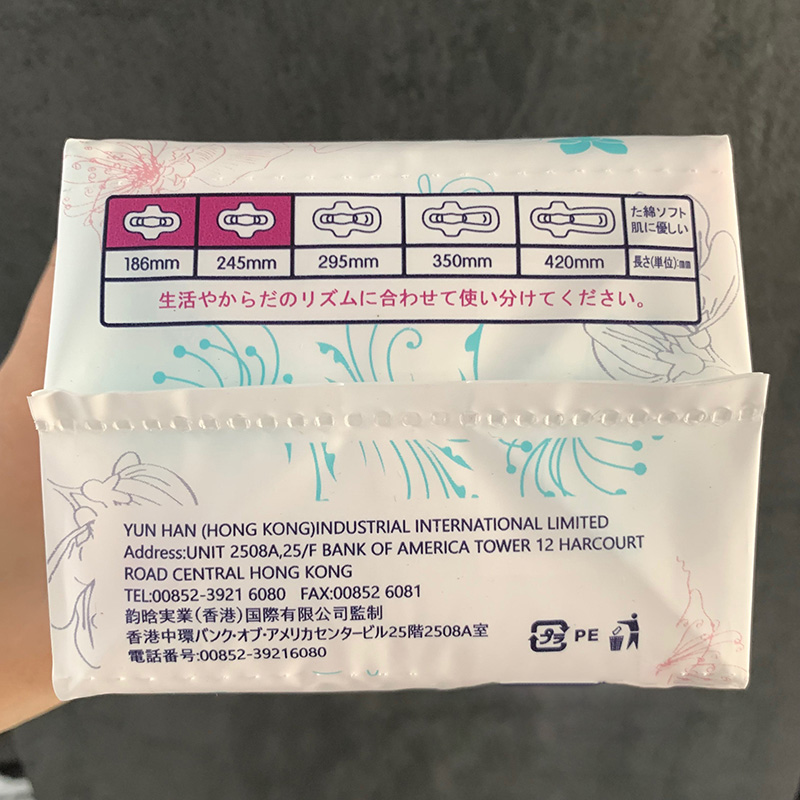 た綿ソフト
肌に優しい
186mm 245mm 295mm 350mm 420mm 長さ(単位):㎜
生活やからだのリズムに合わせて使い分けてください。
YUN HAN (HONG KONG)INDUSTRIAL INTERNATIONAL LIMITED
Address:UNIT 2508A,25/F BANK OF AMERICA TOWER 12 HARCOURT
ROAD CENTRAL HONG KONG
TEL:00852-3921 6080 FAX:00852 6081
韵晗実業(香港)国際有限公司監制
香港中環バンク·オブ·アメリカセンタービル25階2508A室
電話番号:00852-39216080
プラ PE